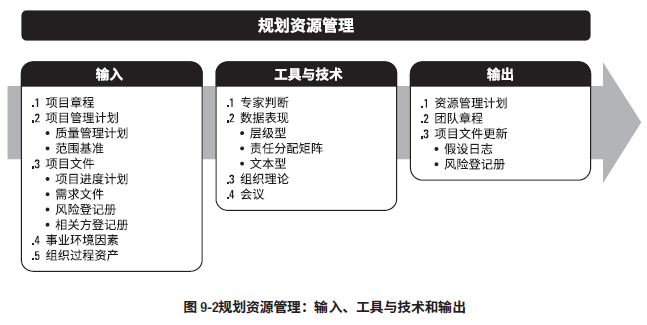 规划资源管理
输入
.1 项目章程
.2 项目管理计划
• 质量管理计划
• 范围基准
.3 项目文件
• 项目进度计划
• 需求文件
• 风险登记册
• 相关方登记册
.4 事业环境因素
.5 组织过程资产
工具与技术
.1 专家判断
.2 数据表现
• 层级型
• 责任分配矩阵
• 文本型
.3 组织理论
.4 会议
输出
.1 资源管理计划
.2 团队章程
.3 项目文件更新
• 假设日志
• 风险登记册
图 9-2规划资源管理：输入、工具与技术和输出